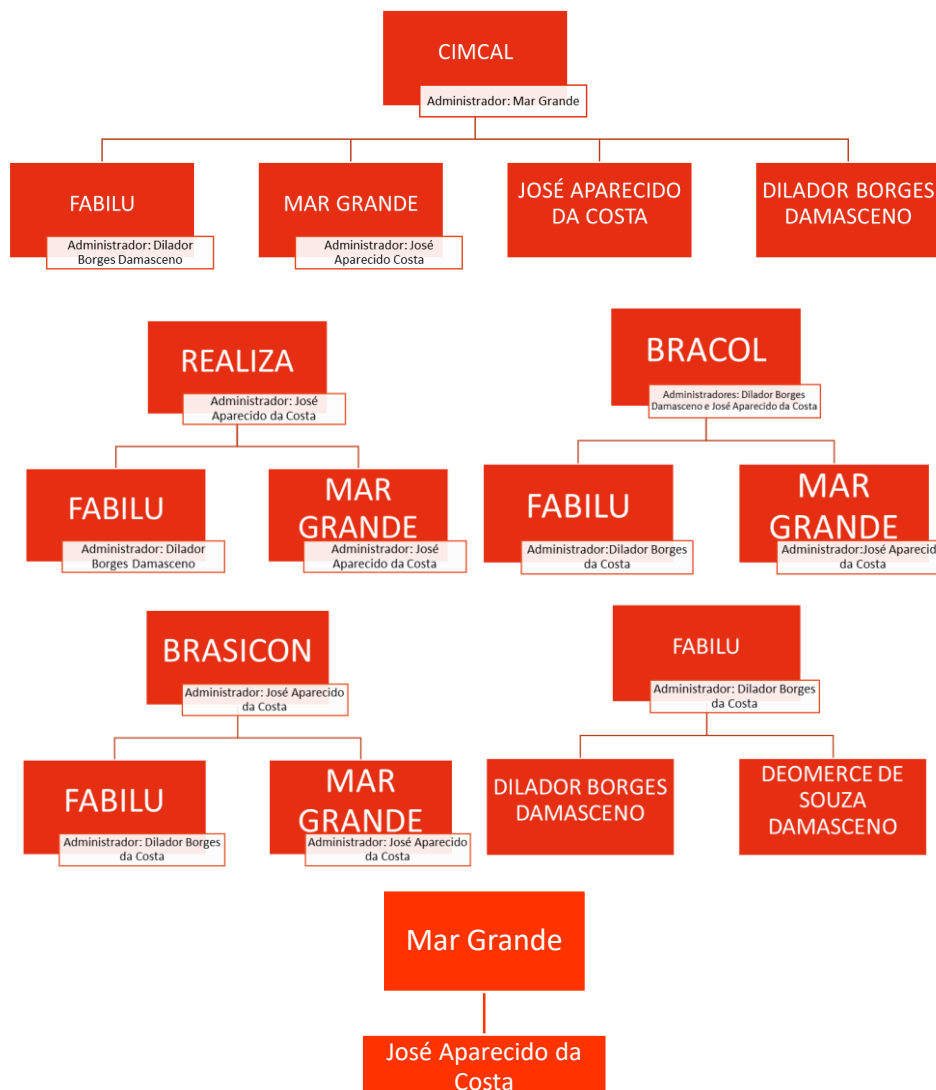 CIMCAL
Administrador: Mar Grande
FABILU
Administrador: Dilador
Borges Damasceno
MAR GRANDE
Administrador: José
Aparecido Costa
JOSÉ APARECIDO
DA COSTA
DILADOR BORGES
DAMASCENO
REALIZA
Administrador: José
Aparecido da Costa
FABILU
Administrador: Dilador
Borges Damasceno
MAR
GRANDE
Administrador: José
Aparecido da Costa
BRACOL
Administradores: Dilador Borges
Damasceno e José Aparecido da Costa
FABILU
Administrador:Dilador Borges
da Costa
MAR
GRANDE
Administrador:José Aparecid
da Costa
BRASICON
Administrador: José Aparecido
da Costa
FABILU
Administrador: Dilador Borges
da Costa
MAR
GRANDE
Administrador: José Aparecido
da Costa
FABILU
Administrador: Dilador Borges
da Costa
DILADOR BORGES
DAMASCENO
DEOMERCE DE
SOUZA
DAMASCENO
Mar Grande
José Aparecido da
Costa